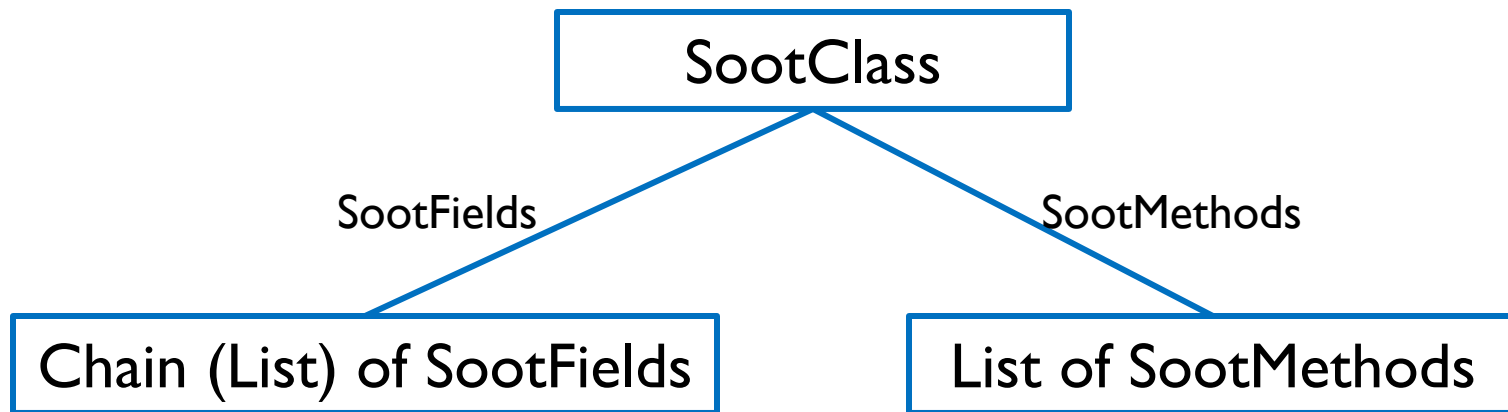 SootClass
SootFields
SootMethods
Chain (List) of SootFields
List of SootMethods